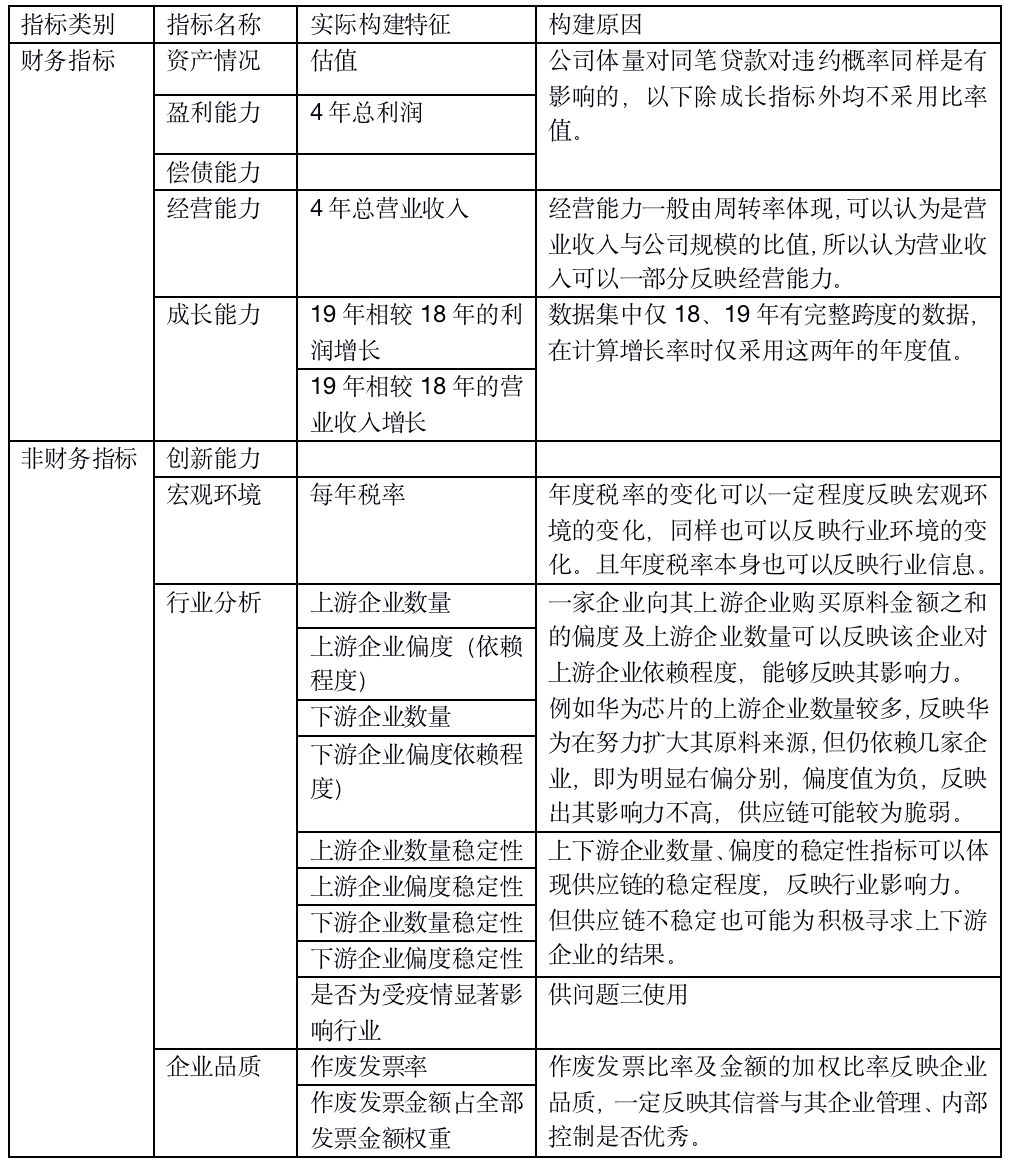 指标类别 指标名称 实际构建特征 构建原因
财务指标 资产情况 估值 公司体量对同笔贷款对违约概率同样是有
影响的，以下除成长指标外均不采用比率
值。
盈利能力 4 年总利润
偿债能力
经营能力 4 年总营业收入 经营能力一般由周转率体现，可以认为是营
业收入与公司规模的比值，所以认为营业收
入可以一部分反映经营能力。
成长能力 19 年相较 18 年的利
润增长
数据集中仅 18、19 年有完整跨度的数据，
在计算增长率时仅采用这两年的年度值。
19 年相较 18 年的营
业收入增长
非财务指标 创新能力
宏观环境 每年税率 年度税率的变化可以一定程度反映宏观环
境的变化，同样也可以反映行业环境的变
化。且年度税率本身也可以反映行业信息。
行业分析 上游企业数量
上游企业偏度（依赖
程度）
下游企业数量
下游企业偏度依赖程
度）
一家企业向其上游企业购买原料金额之和
的偏度及上游企业数量可以反映该企业对
上游企业依赖程度，能够反映其影响力。
例如华为芯片的上游企业数量较多，反映华
为在努力扩大其原料来源，但仍依赖几家企
业，即为明显右偏分别，偏度值为负，反映
出其影响力不高，供应链可能较为脆弱。
上游企业数量稳定性
上游企业偏度稳定性
下游企业数量稳定性
下游企业偏度稳定性
上下游企业数量、偏度的稳定性指标可以体
现供应链的稳定程度，反映行业影响力。
但供应链不稳定也可能为积极寻求上下游
企业的结果。
是否为受疫情显著影
响行业
供问题三使用
企业品质 作废发票率
作废发票金额占全部
发票金额权重
作废发票比率及金额的加权比率反映企业
品质，一定反映其信誉与其企业管理、内部
控制是否优秀。